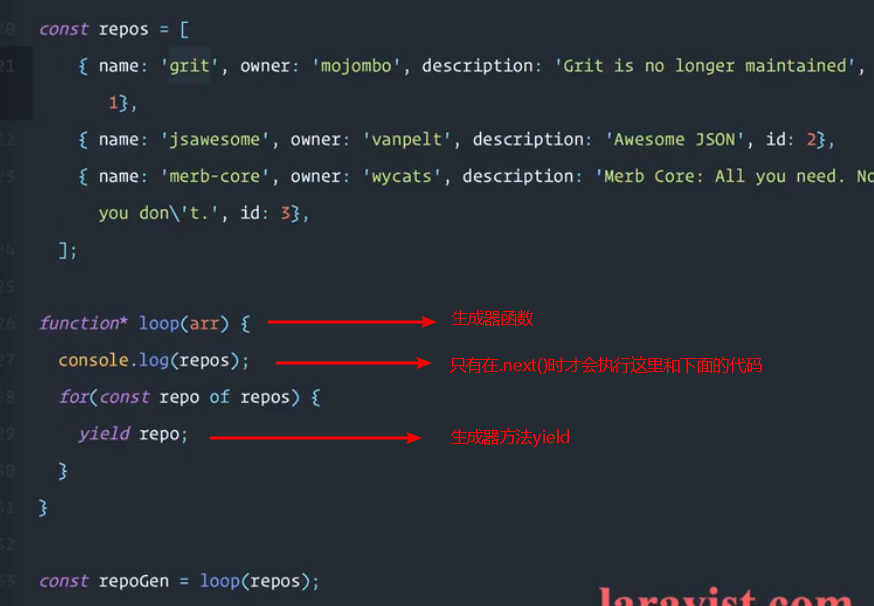 20 const repos = [
21 { name: 'grit', owner: 'mojombo', description: 'Grit is no longer maintained',
1},
22 { name: 'jsawesome', owner: 'vanpelt', description: 'Awesome JSON', id: 2},
23 { name: 'merb-core', owner: 'wycats', description: 'Merb Core: All you need. No
you don\'t.', id: 3},
24 ];
25
26 function* loop(arr) { 生成器函数
27 console.log(repos); 只有在.next()时才会执行这里和下面的代码
28 for(const repo of repos) {
29 yield repo; 生成器方法yield
30 }
31 }
32
33 const repoGen = loop(repos);
laravist.com